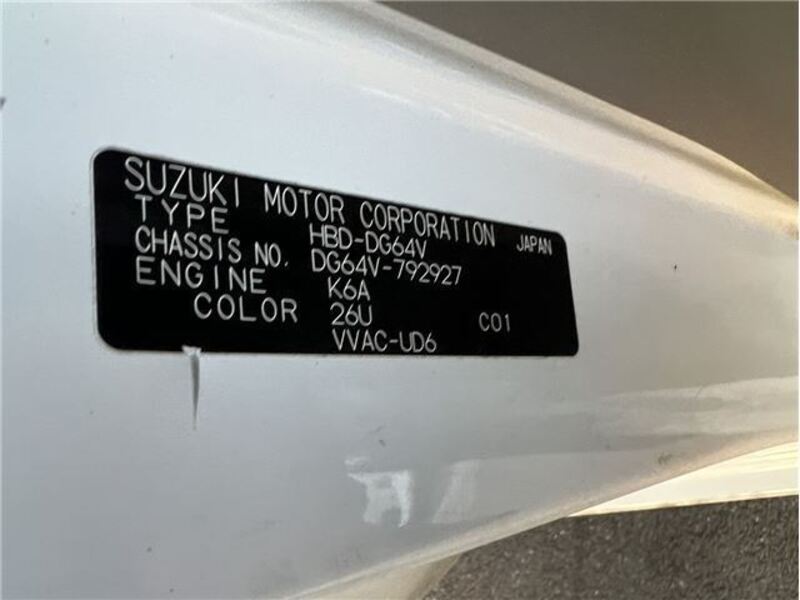 SUZUKI MOTOR CORPORATION JAPAN
TYPE HBD-DG64V
CHASSIS NO. DG64V-792927
ENGINE K6A
COLOR 26U C01
VVAC-UD6